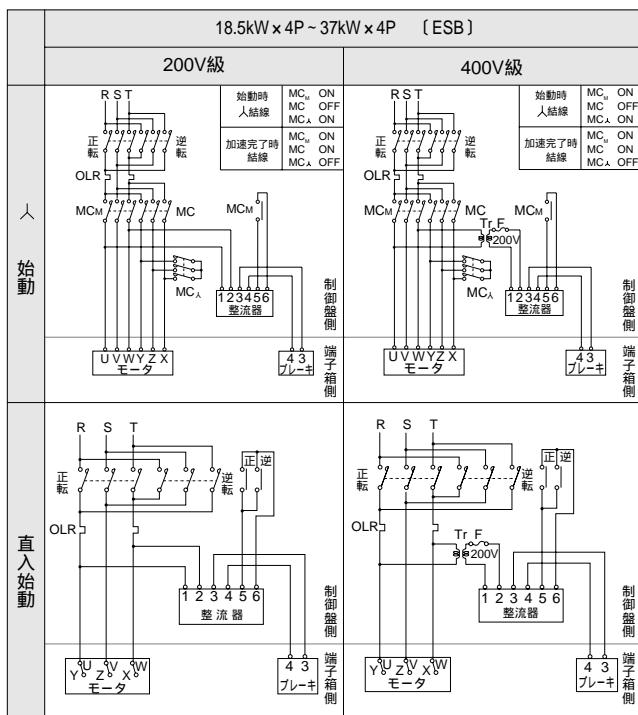 18.5kW × 4P ~ 37kW × 4P 〔ESB〕
200V級
400V級
人 始動
R S T
始動時 人結線
MCM ON
MC OFF
MC人 ON
加速完了時 結線
MCM ON
MC ON
MC人 OFF
正転
逆転
OLR
MCM
MC
MCM
MC人
1 2 3 4 5 6
整流器
制御盤側
U V W Y Z X
モータ
4 3
ブレーキ
端子箱側
R S T
始動時 人結線
MCM ON
MC OFF
MC人 ON
加速完了時 結線
MCM ON
MC ON
MC人 OFF
正転
逆転
OLR
MCM
MC
MCM
Tr F
200V
MC人
1 2 3 4 5 6
整流器
制御盤側
U V W Y Z X
モータ
4 3
ブレーキ
端子箱側
直入始動
R S T
正転
逆転
正 逆
OLR
1 2 3 4 5 6
整流器
制御盤側
Y U Z V X W
モータ
4 3
ブレーキ
端子箱側
R S T
正転
逆転
正 逆
OLR
Tr F
200V
1 2 3 4 5 6
整流器
制御盤側
Y U Z V X W
モータ
4 3
ブレーキ
端子箱側